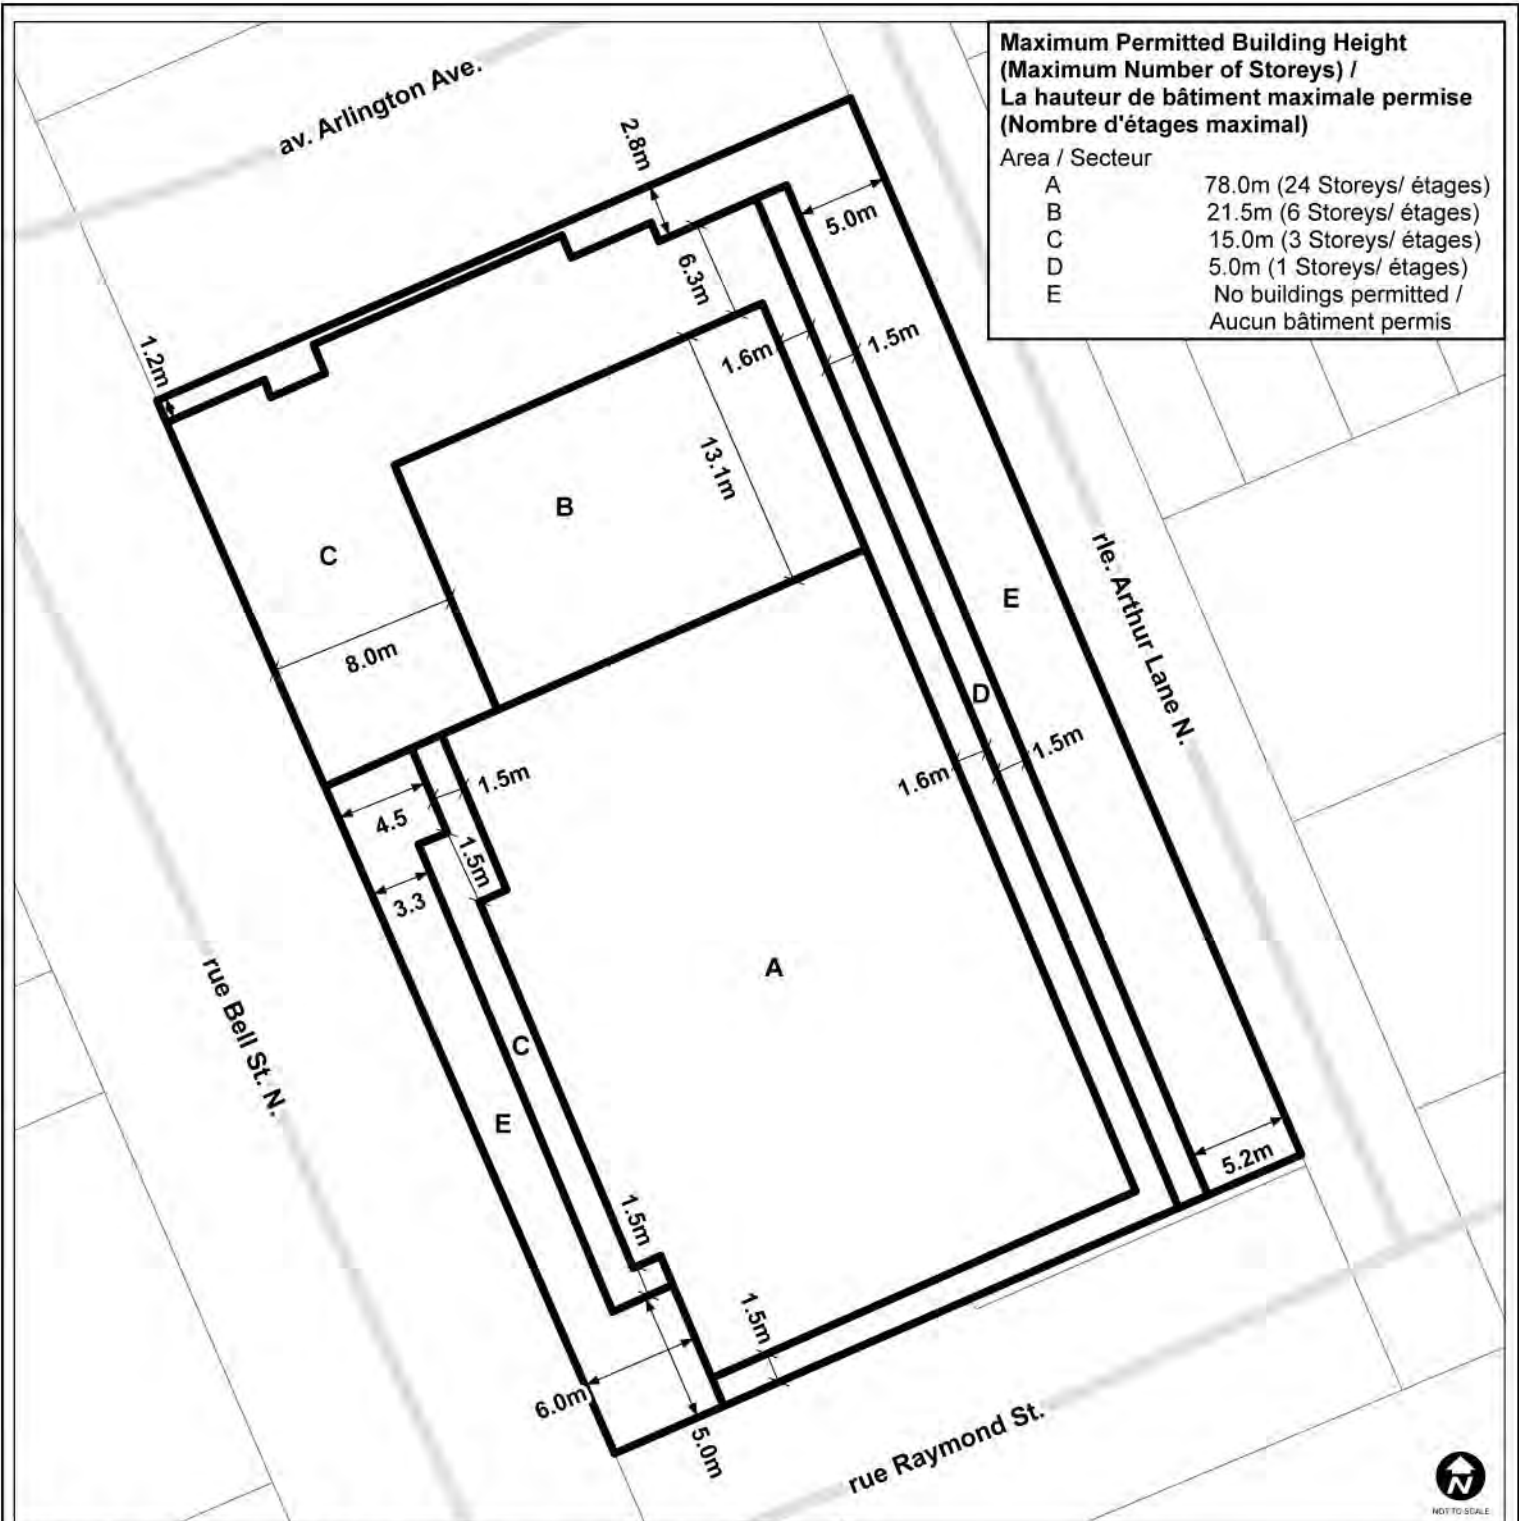 Maximum Permitted Building Height
(Maximum Number of Storeys) /
La hauteur de bâtiment maximale permise
(Nombre d'étages maximal)
Area / Secteur
A 78.0m (24 Storeys/ étages)
B 21.5m (6 Storeys/ étages)
C 15.0m (3 Storeys/ étages)
D 5.0m (1 Storeys/ étages)
E No buildings permitted /
Aucun bâtiment permis
av. Arlington Ave.
2.8m
5.0m
6.3m
1.2m
1.6m
1.5m
13.1m
B
C
rle. Arthur Lane N.
E
8.0m
D
1.5m
1.6m
1.5m
4.5
1.5m
3.3
A
rue Bell St. N.
C
E
5.2m
1.5m
1.5m
6.0m
5.0m
rue Raymond St.
N
NOT TO SCALE